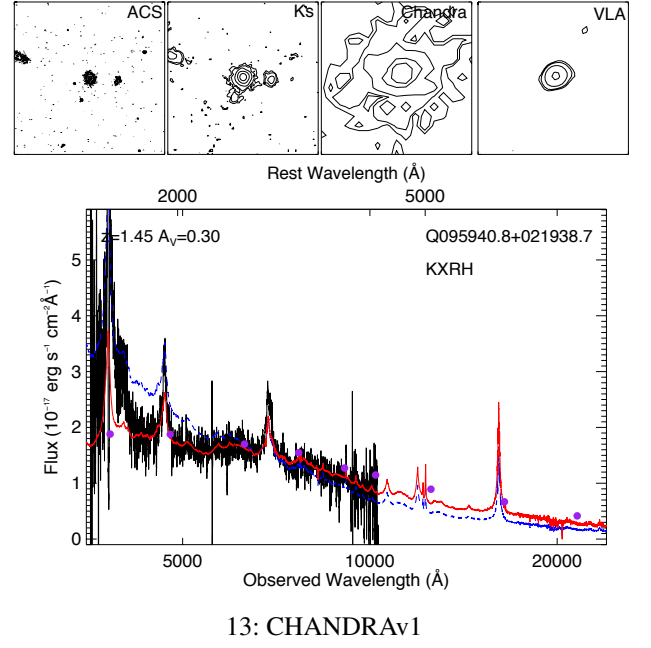 ACS Ks Chandra VLA
Rest Wavelength (Å)
2000 5000
z=1.45 A_V=0.30 Q095940.8+021938.7
KXRH
Flux (10⁻¹⁷ erg s⁻¹ cm⁻²Å⁻¹)
5
4
3
2
1
0
5000 10000 20000
Observed Wavelength (Å)
13: CHANDRAv1